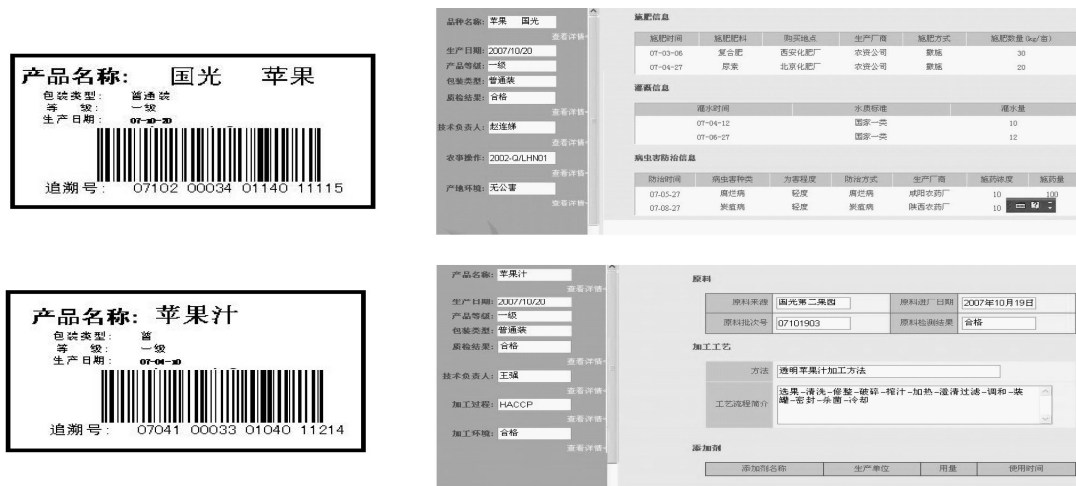 产品名称: 国光 苹果
包装类型: 普通装
等 级: 一级
生产日期: 07-10-20
追溯号: 07102 00034 01140 11115
品种名称: 苹果 国光
查看详情
生产日期: 2007/10/20
产品等级: 一级
包装类型: 普通装
质检结果: 合格
查看详情
技术负责人: 赵连娣
查看详情
农事操作: 2002-Q/LHN01
查看详情
产地环境: 无公害
查看详情
施肥信息
施肥时间 施肥肥料 购买地点 生产厂商 施肥方式 施肥数量(kg/亩)
07-03-06 复合肥 西安化肥厂 农资公司 撒施 30
07-04-27 尿素 北京化肥厂 农资公司 撒施 20
灌溉信息
灌水时间 水质标准 灌水量
07-04-12 国家一类 10
07-06-27 国家一类 12
病虫害防治信息
防治时间 病虫害种类 为害程度 防治方式 生产厂商 施药浓度 施药量
07-05-27 腐烂病 轻度 腐烂病 咸阳农药厂 10 100
07-08-27 炭疽病 轻度 炭疽病 陕西农药厂 10
产品名称: 苹果汁
包装类型: 普
等 级: 一级
生产日期: 07-04-10
追溯号: 07041 00033 01040 11214
产品名称: 苹果汁
查看详情
生产日期: 2007/10/20
产品等级: 一级
包装类型: 普通装
质检结果: 合格
查看详情
技术负责人: 王强
查看详情
加工过程: HACCP
查看详情
加工环境: 合格
查看详情
原料
原料来源 国光第二果园 原料进厂日期 2007年10月19日
原料批次号 07101903 原料检测结果 合格
加工工艺
方法 透明苹果汁加工方法
工艺流程简介 选果-清洗-修整-破碎-榨汁-加热-澄清过滤-调和-装
罐-密封-杀菌-冷却
添加剂
添加剂名称 生产单位 用量 使用时间